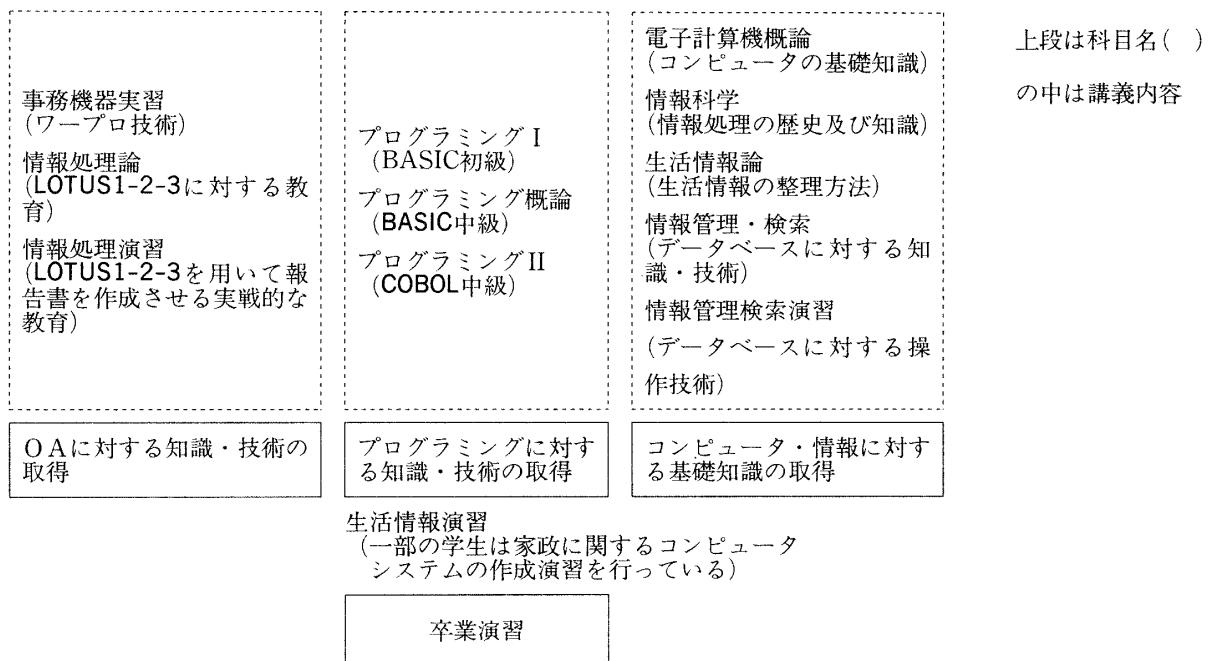 事務機器実習
(ワープロ技術)
情報処理論
(LOTUS1-2-3に対する教
育)
情報処理演習
(LOTUS1-2-3を用いて報
告書を作成させる実戦的な
教育)
OAに対する知識・技術の
取得
プログラミングI
(BASIC初級)
プログラミング概論
(BASIC中級)
プログラミングII
(COBOL中級)
プログラミングに対す
る知識・技術の取得
電子計算機概論
(コンピュータの基礎知識)
情報科学
(情報処理の歴史及び知識)
生活情報論
(生活情報の整理方法)
情報管理・検索
(データベースに対する知
識・技術)
情報管理検索演習
(データベースに対する操
作技術)
コンピュータ・情報に対す
る基礎知識の取得
上段は科目名( )
の中は講義内容
生活情報演習
(一部の学生は家政に関するコンピュータ
システムの作成演習を行っている)
卒業演習